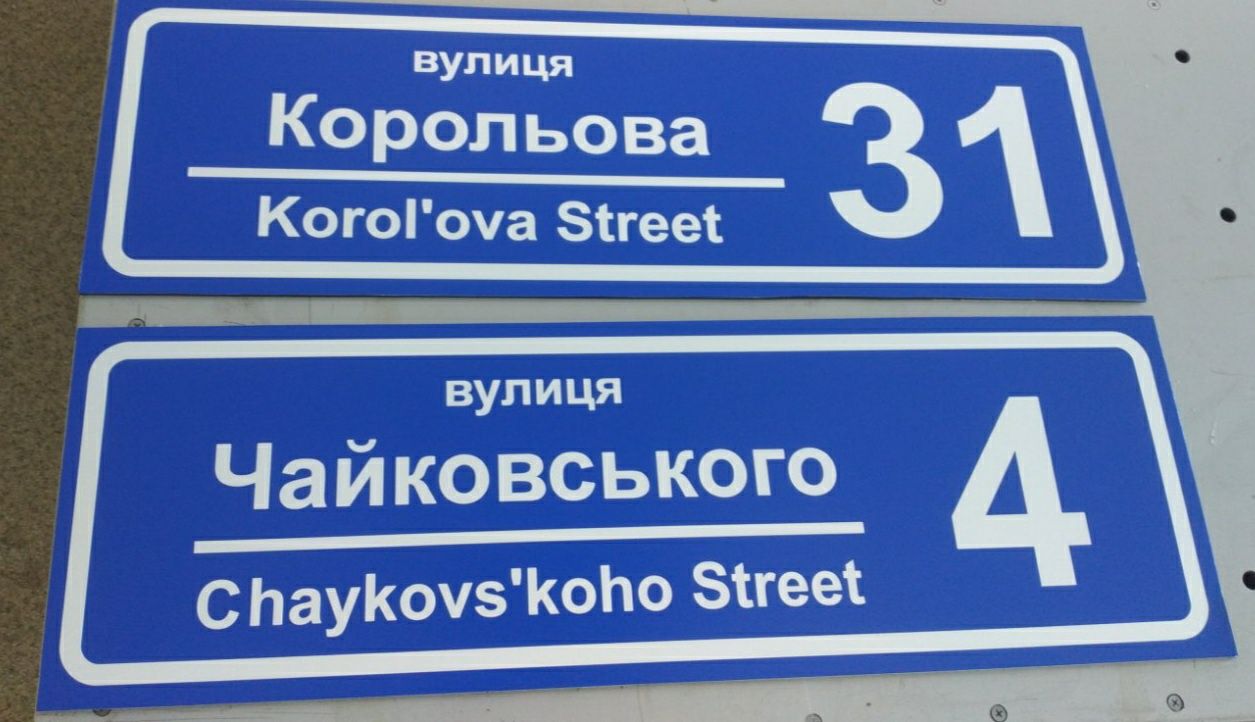 вулиця
Корольова
Korol'ova Street
31
вулиця
Чайковського
Chaykovs'koho Street
4